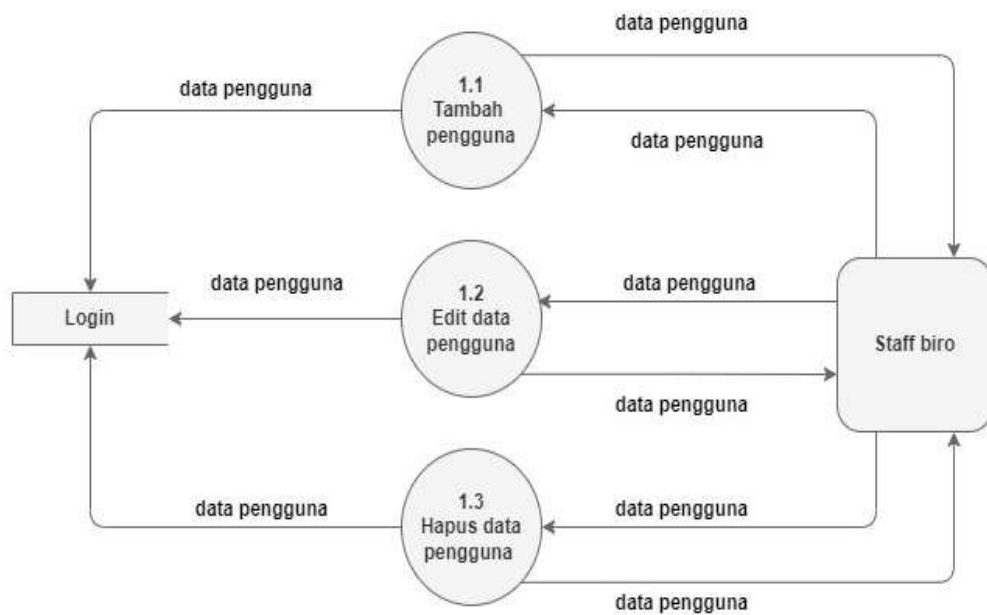 data pengguna
data pengguna
1.1
Tambah
pengguna
data pengguna
data pengguna
1.2
Edit data
pengguna
data pengguna
Login
Staff biro
data pengguna
data pengguna
1.3
Hapus data
pengguna
data pengguna
data pengguna